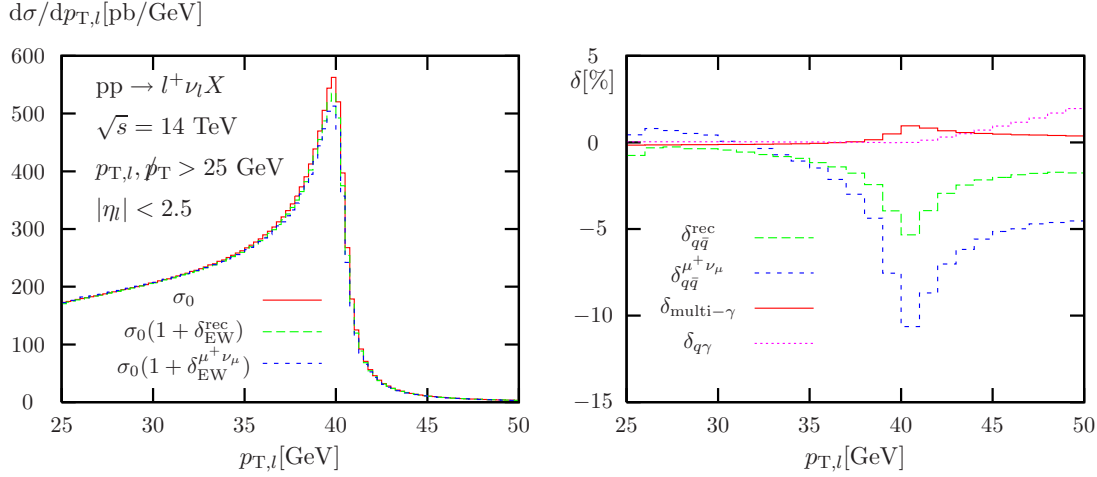 dσ/dp_{T,l}[pb/GeV]
600
500
400
300
200
100
0
25
30
35
40
45
50
p_{T,l}[GeV]
pp → l⁺ν_l X
√s = 14 TeV
p_{T,l}, p̸_T > 25 GeV
|η_l| < 2.5
σ₀
σ₀(1 + δ_{EW}^{rec})
σ₀(1 + δ_{EW}^{μ⁺ν_μ})
5
δ[%]
0
−5
−10
−15
25
30
35
40
45
50
p_{T,l}[GeV]
δ_{qq̄}^{rec}
δ_{qq̄}^{μ⁺ν_μ}
δ_{multi−γ}
δ_{qγ}